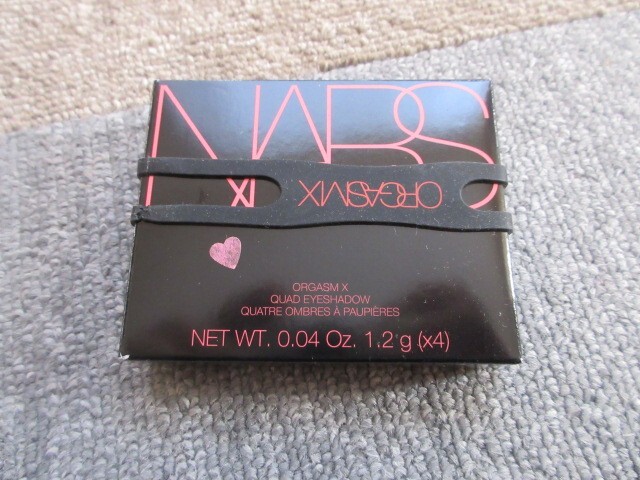 NARS
X
ORGASM X
ORGASM X
QUAD EYESHADOW
QUATRE OMBRES À PAUPIÈRES
NET WT. 0.04 Oz. 1.2 g (x4)